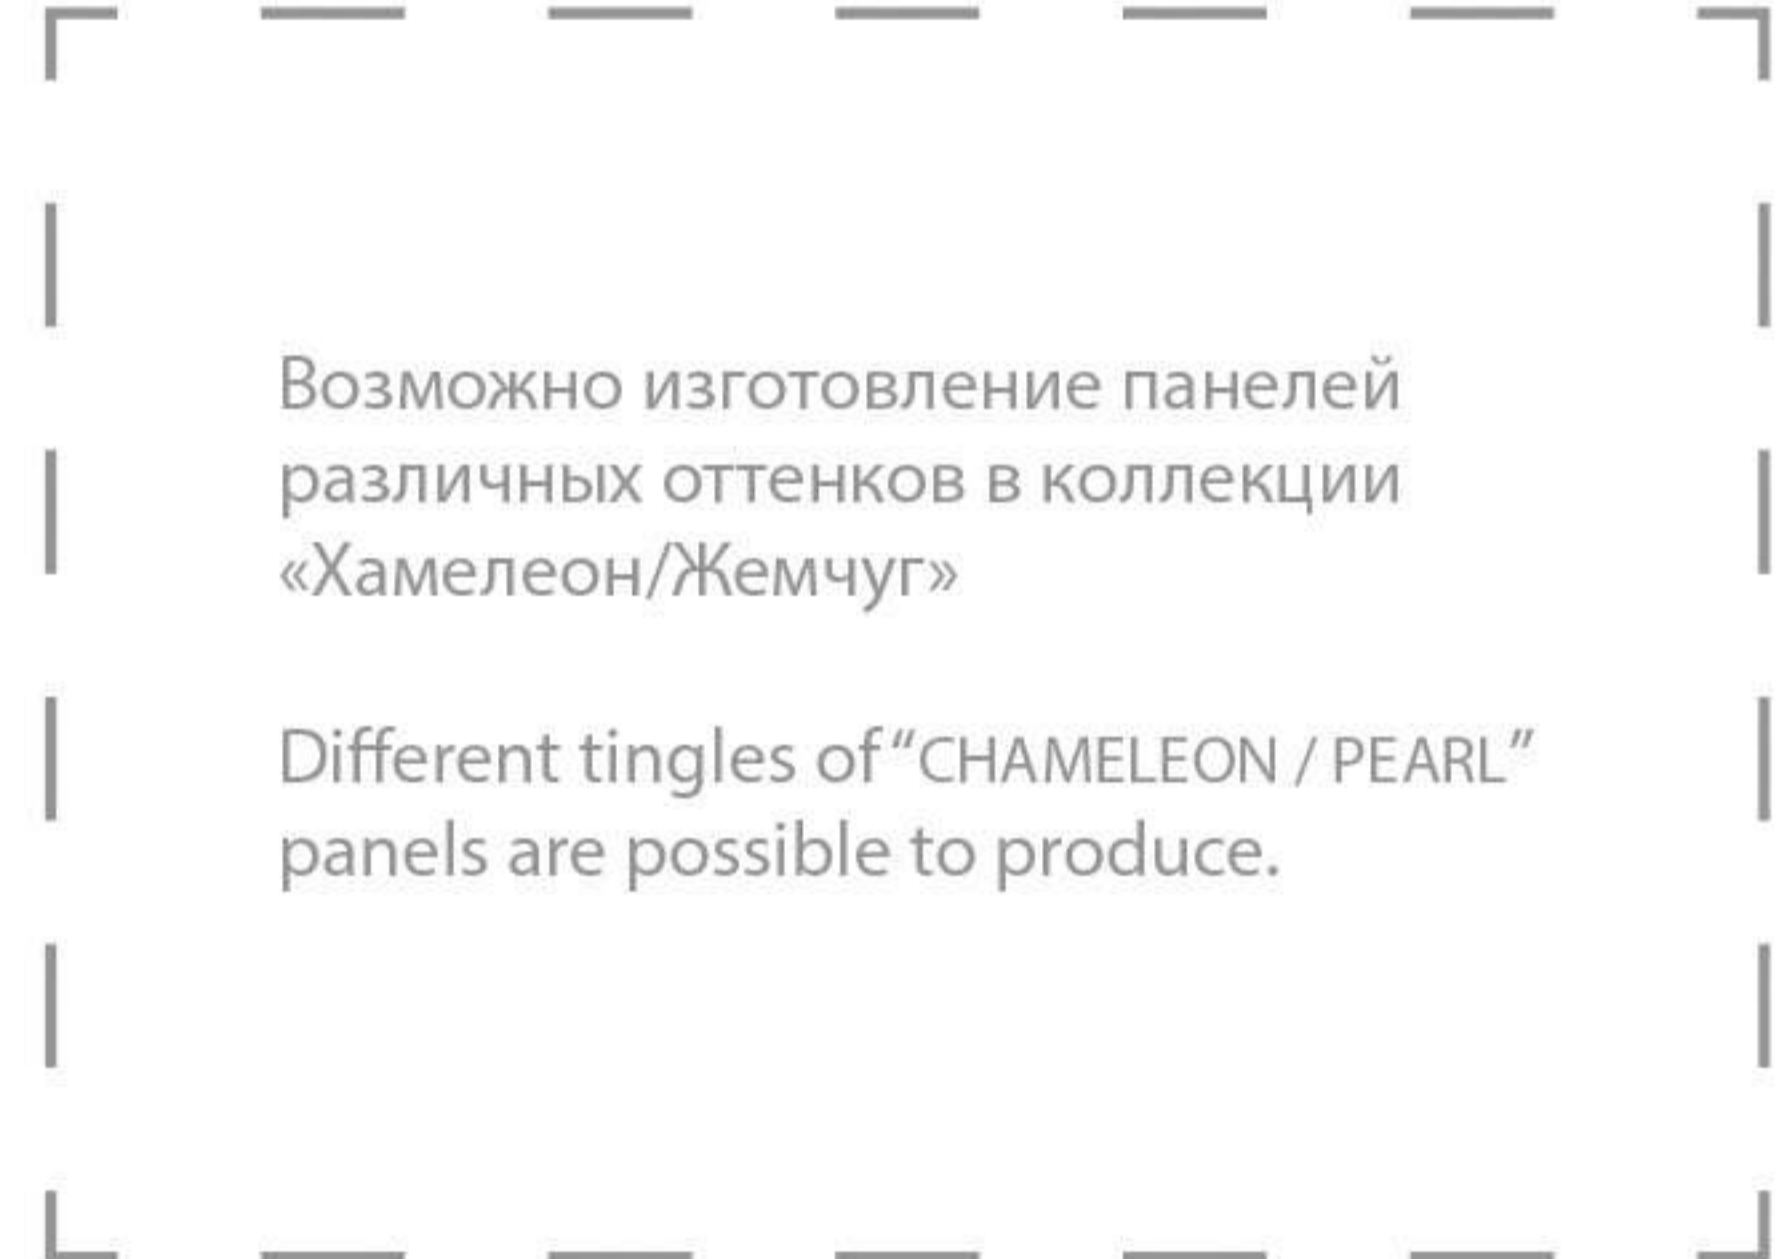 Возможно изготовление панелей
различных оттенков в коллекции
«Хамелеон/Жемчуг»
Different tingles of “CHAMELEON / PEARL”
panels are possible to produce.